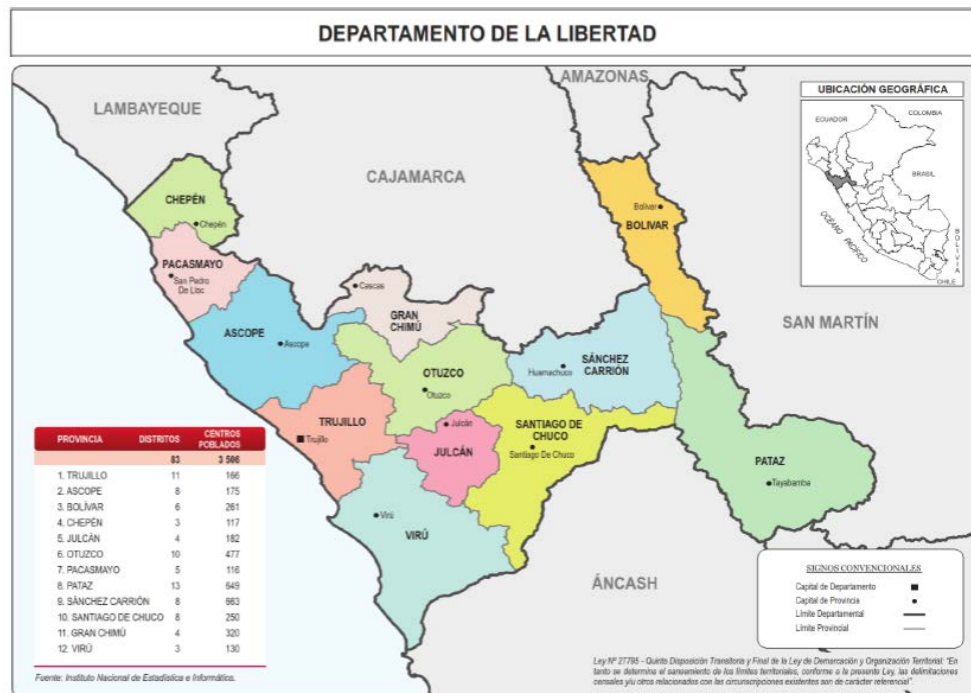 DEPARTAMENTO DE LA LIBERTAD
AMAZONAS
LAMBAYEQUE
CAJAMARCA
SAN MARTÍN
ÁNCASH
UBICACIÓN GEOGRÁFICA
ECUADOR
COLOMBIA
BRASIL
OCEANO PACIFICO
BOLIVIA
CHILE
CHEPÉN
Chepén
PACASMAYO
San Pedro
De Lloc
ASCOPE
Ascope
Cascas
GRAN
CHIMÚ
BOLIVAR
Bolívar
OTUZCO
Otuzco
SÁNCHEZ
CARRIÓN
Huamachuco
TRUJILLO
Trujillo
JULCÁN
Julcán
SANTIAGO DE
CHUCO
Santiago De Chuco
PATAZ
Tayabamba
VIRÚ
Virú
PROVINCIA DISTRITOS CENTROS POBLADOS
83 3 506
1. TRUJILLO 11 166
2. ASCOPE 8 175
3. BOLÍVAR 6 261
4. CHEPÉN 3 117
5. JULCÁN 4 182
6. OTUZCO 10 477
7. PACASMAYO 5 116
8. PATAZ 13 649
9. SÁNCHEZ CARRIÓN 8 663
10. SANTIAGO DE CHUCO 8 250
11. GRAN CHIMÚ 4 320
12. VIRÚ 3 130
Fuente: Instituto Nacional de Estadística e Informática.
SIGNOS CONVENCIONALES
Capital de Departamento
Capital de Provincia
Límite Departamental
Límite Provincial
Ley Nº 27795 - Quinta Disposición Transitoria y Final de la Ley de Demarcación y Organización Territorial: "En
tanto se determina el saneamiento de los límites territoriales, conforme a la presente Ley, las delimitaciones
censales y/u otros relacionados con las circunscripciones existentes son de carácter referencial".